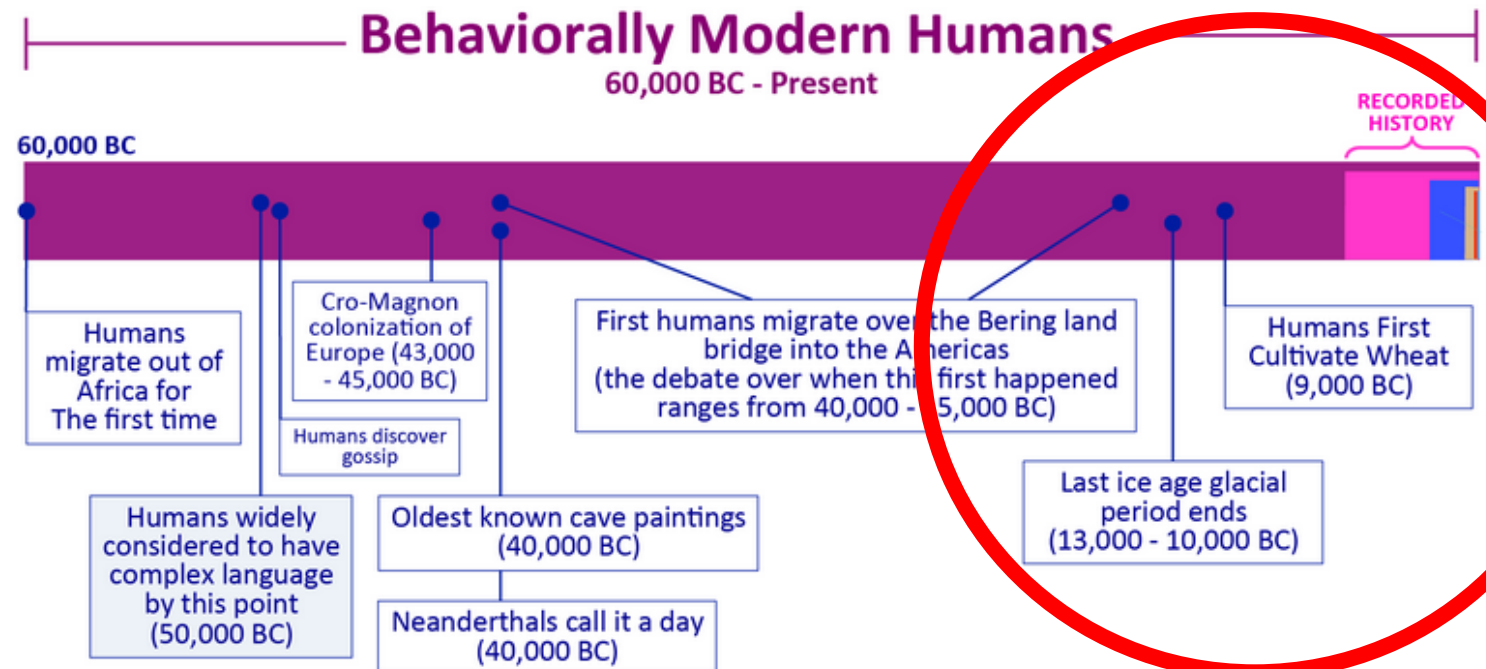 Behaviorally Modern Humans
60,000 BC - Present
RECORDED
HISTORY
60,000 BC
Humans
migrate out of
Africa for
The first time
Humans widely
considered to have
complex language
by this point
(50,000 BC)
Humans discover
gossip
Cro-Magnon
colonization of
Europe (43,000
- 45,000 BC)
Oldest known cave paintings
(40,000 BC)
Neanderthals call it a day
(40,000 BC)
First humans migrate over the Bering land
bridge into the Americas
(the debate over when this first happened
ranges from 40,000 - 5,000 BC)
Last ice age glacial
period ends
(13,000 - 10,000 BC)
Humans First
Cultivate Wheat
(9,000 BC)